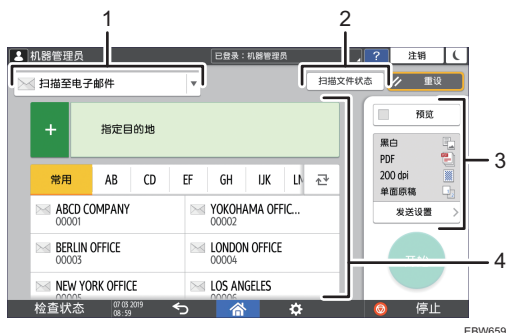 1
2
机器管理员
已登录：机器管理员
?
注销
扫描至电子邮件
扫描文件状态
重设
+
指定目的地
预览
黑白
PDF
200 dpi
单面原稿
发送设置
3
常用
AB
CD
EF
GH
IJK
ABCD COMPANY
00001
YOKOHAMA OFFIC...
00002
BERLIN OFFICE
00003
LONDON OFFICE
00004
4
NEW YORK OFFICE
LOS ANGELES
检查状态
07 03 2019
08 : 59
停止
EBW659